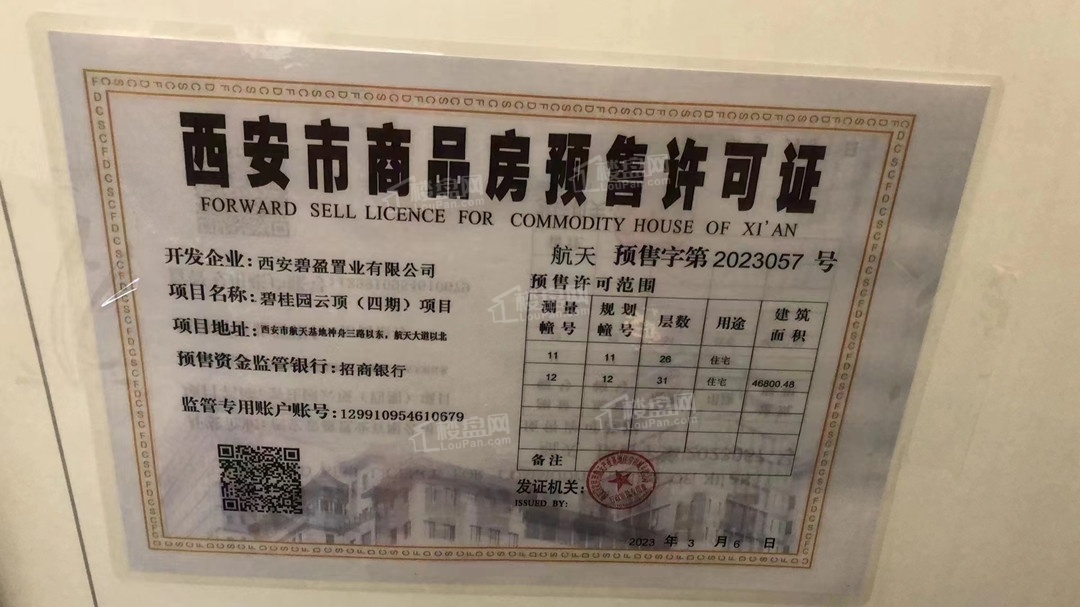 西安市商品房预售许可证
FORWARD SELL LICENCE FOR COMMODITY HOUSE OF XI'AN
航天 预售字第 2023057 号
开发企业：西安碧盈置业有限公司
项目名称：碧桂园云顶（四期）项目
项目地址：西安市航天基地神舟三路以东，航天大道以北
预售资金监管银行：招商银行
监管专用账户账号：129910954610679
预售许可范围
测量幢号 规划幢号 层数 用途 建筑面积
11 11 26 住宅
12 12 31 住宅 46800.48
备注
发证机关：
ISSUED BY:
2023 年 3 月 6 日
楼盘网
LouPan.com